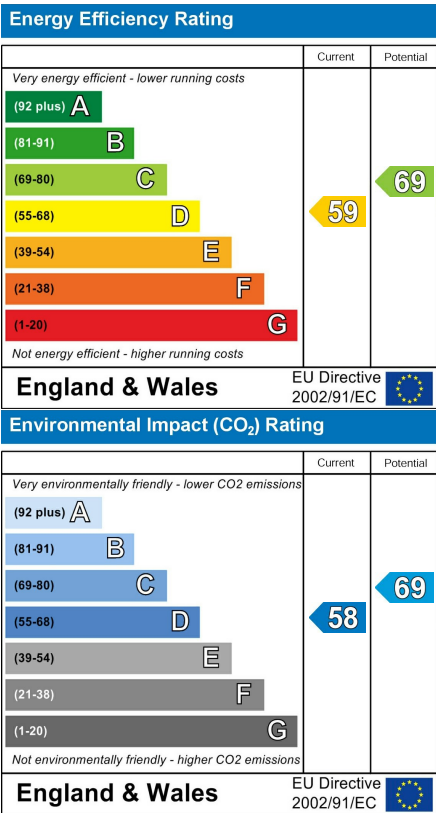 Energy Efficiency Rating
Current Potential
Very energy efficient - lower running costs
(92 plus) A
(81-91) B
(69-80) C
69
(55-68) D
59
(39-54) E
(21-38) F
(1-20) G
Not energy efficient - higher running costs
England & Wales
EU Directive
2002/91/EC
Environmental Impact (CO₂) Rating
Current Potential
Very environmentally friendly - lower CO2 emissions
(92 plus) A
(81-91) B
(69-80) C
69
(55-68) D
58
(39-54) E
(21-38) F
(1-20) G
Not environmentally friendly - higher CO2 emissions
England & Wales
EU Directive
2002/91/EC